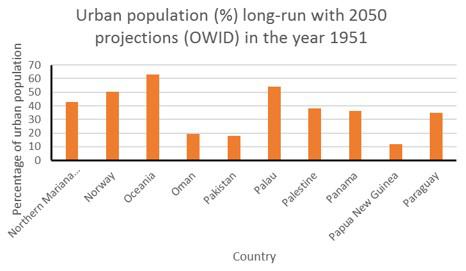 Urban population (%) long-run with 2050
projections (OWID) in the year 1951
Percentage of urban population
70
60
50
40
30
20
10
0
Northern Mariana...
Norway
Oceania
Oman
Pakistan
Palau
Palestine
Panama
Papua New Guinea
Paraguay
Country